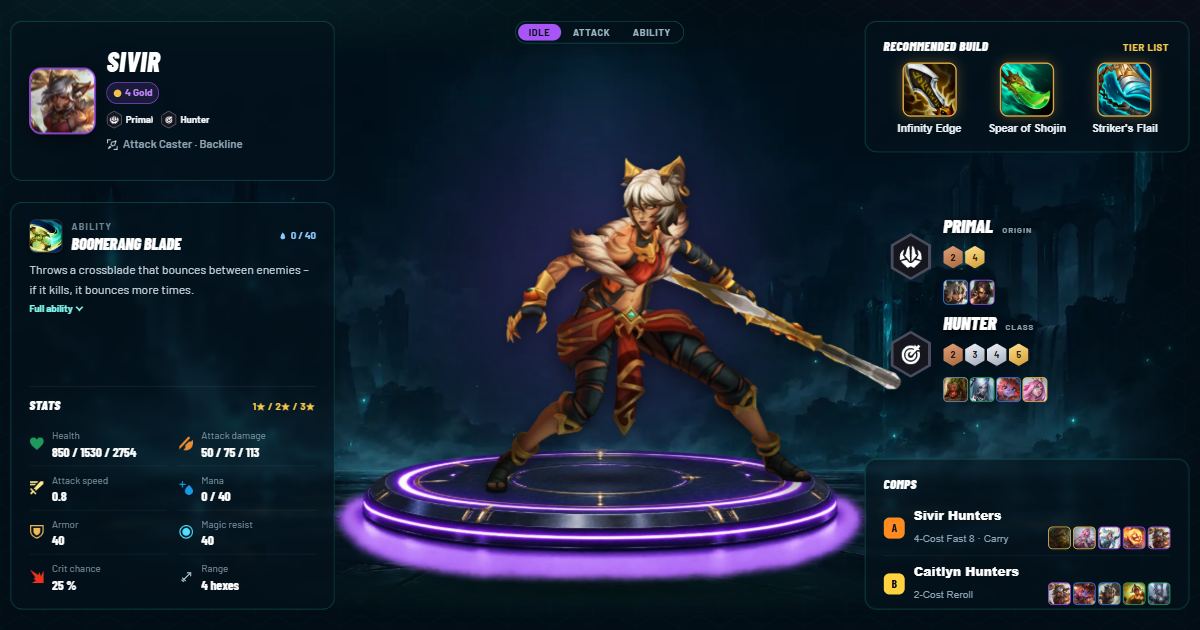 SIVIR
4 Gold
Primal Hunter
Attack Caster · Backline
ABILITY
BOOMERANG BLADE
0 / 40
Throws a crossblade that bounces between enemies –
if it kills, it bounces more times.
Full ability
STATS
1★ / 2★ / 3★
Health
850 / 1530 / 2754
Attack damage
50 / 75 / 113
Attack speed
0.8
Mana
0 / 40
Armor
40
Magic resist
40
Crit chance
25 %
Range
4 hexes
IDLE ATTACK ABILITY
RECOMMENDED BUILD
TIER LIST
Infinity Edge
Spear of Shojin
Striker's Flail
PRIMAL ORIGIN
2 4
HUNTER CLASS
2 3 4 5
COMPS
A
Sivir Hunters
4-Cost Fast 8 · Carry
B
Caitlyn Hunters
2-Cost Reroll